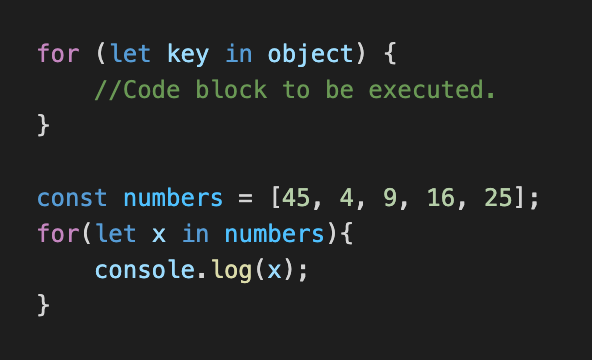 for (let key in object) {
    //Code block to be executed.
}

const numbers = [45, 4, 9, 16, 25];
for(let x in numbers){
    console.log(x);
}